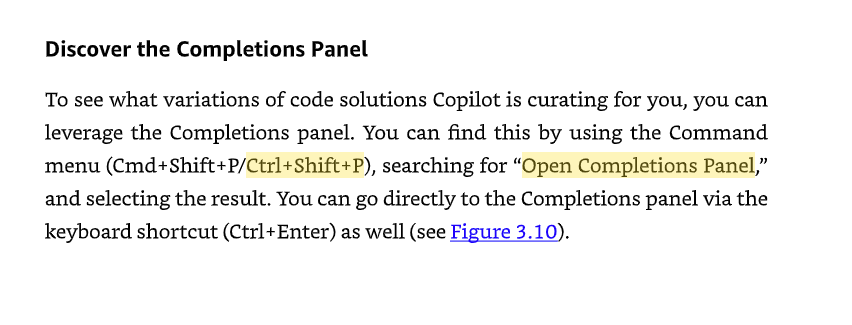 Discover the Completions Panel
To see what variations of code solutions Copilot is curating for you, you can
leverage the Completions panel. You can find this by using the Command
menu (Cmd+Shift+P/Ctrl+Shift+P), searching for “Open Completions Panel,”
and selecting the result. You can go directly to the Completions panel via the
keyboard shortcut (Ctrl+Enter) as well (see Figure 3.10).